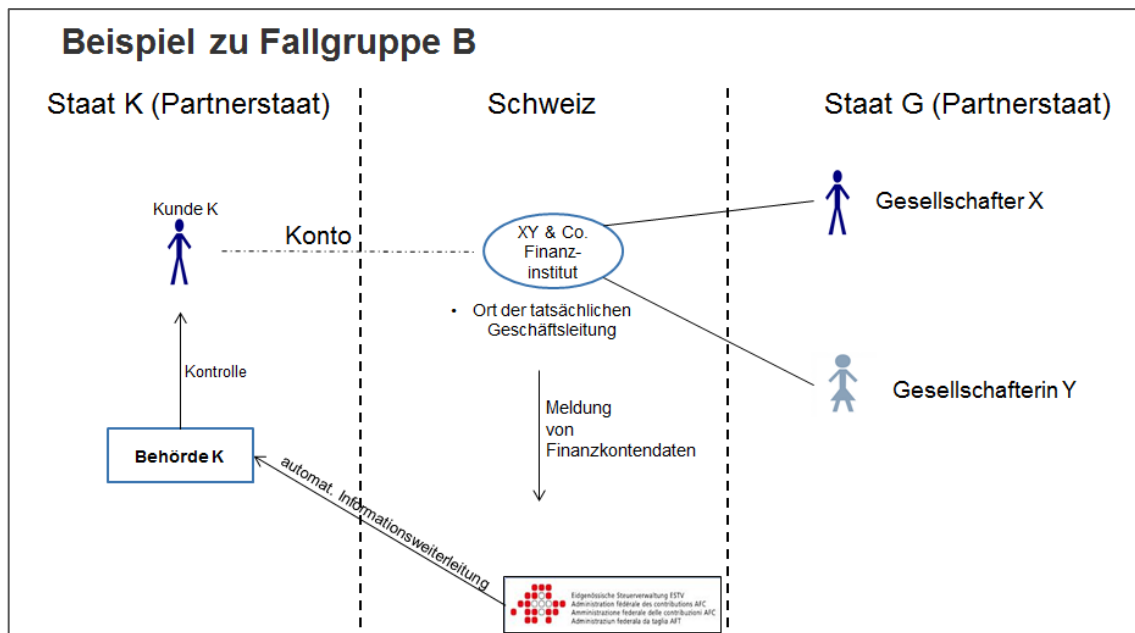 Beispiel zu Fallgruppe B
Staat K (Partnerstaat)
Schweiz
Staat G (Partnerstaat)
Kunde K
Konto
XY & Co.
Finanz-
institut
Gesellschafter X
• Ort der tatsächlichen
Geschäftsleitung
Kontrolle
Gesellschafterin Y
Meldung
von
Finanzkontendaten
Behörde K
automat. Informationsweiterleitung
Eidgenössische Steuerverwaltung ESTV
Administration fédérale des contributions AFC
Amministrazione federale delle contribuzioni AFC
Administraziun federala da taglia AFT